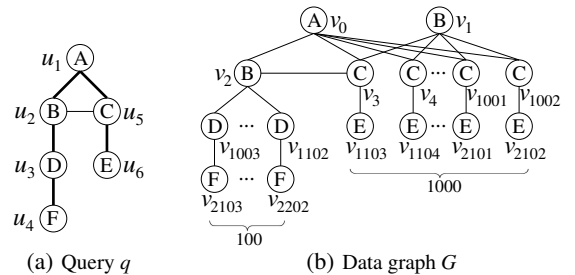 A v0 B v1
u1 A
v2 B C C ··· C C
v3 v4 v1001 v1002
u2 B C u5
D ··· D E E ··· E E
v1003 v1102 v1103 v1104 v2101 v2102
u3 D E u6
F ··· F
1000
v2103 v2202
u4 F
100
(a) Query q (b) Data graph G